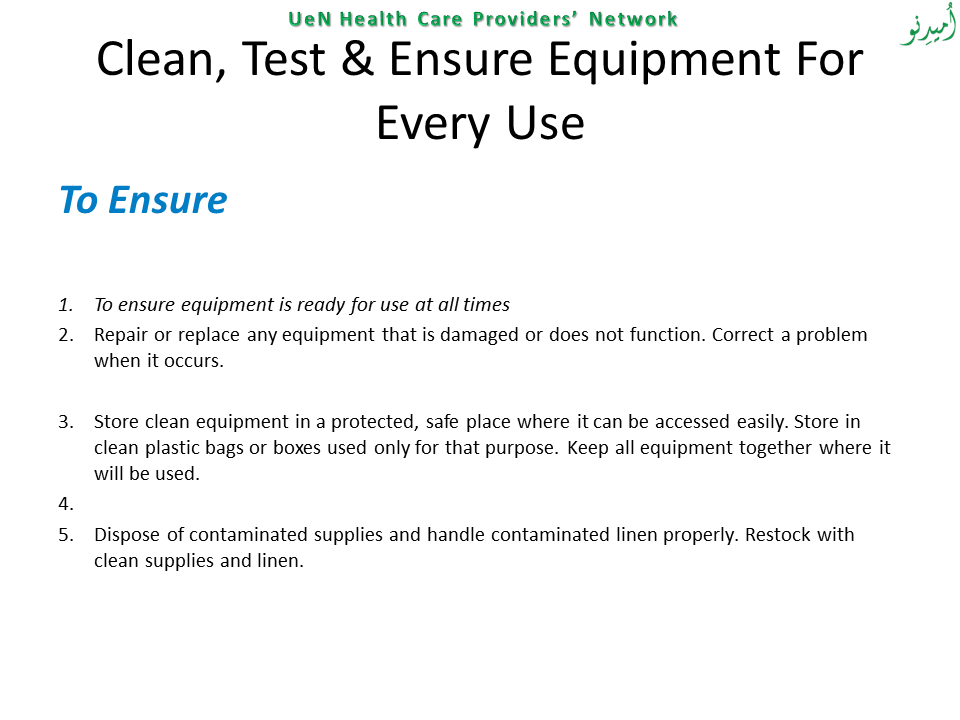 UeN Health Care Providers’ Network
اُمیدِنو
Clean, Test & Ensure Equipment For
Every Use
To Ensure
1. To ensure equipment is ready for use at all times
2. Repair or replace any equipment that is damaged or does not function. Correct a problem
when it occurs.
3. Store clean equipment in a protected, safe place where it can be accessed easily. Store in
clean plastic bags or boxes used only for that purpose. Keep all equipment together where it
will be used.
4.
5. Dispose of contaminated supplies and handle contaminated linen properly. Restock with
clean supplies and linen.